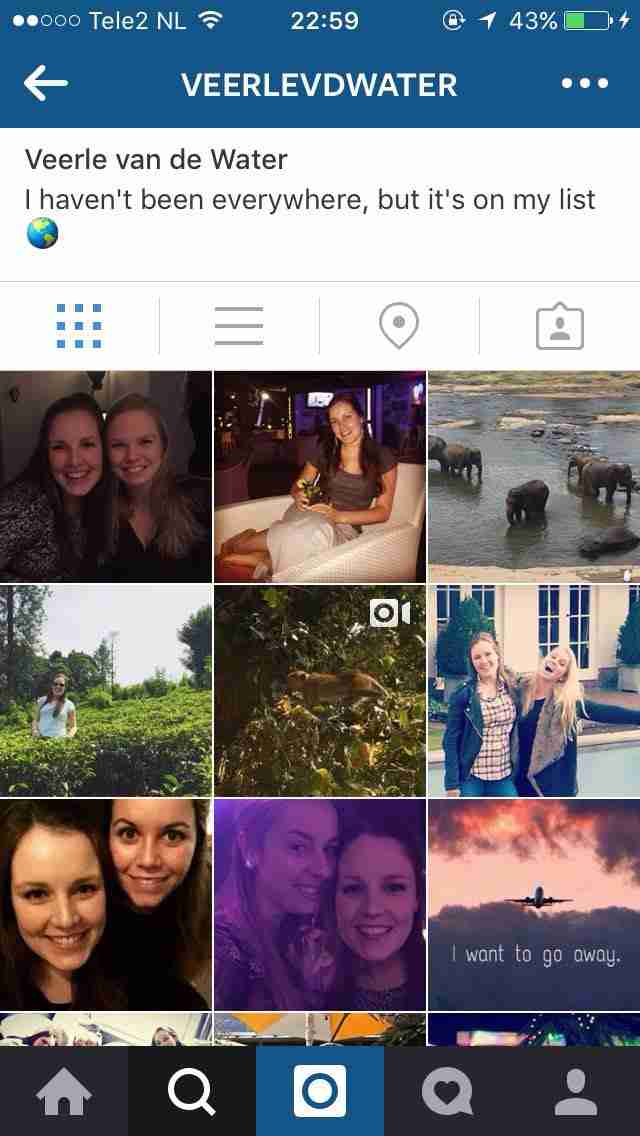 Tele2 NL 22:59 43%
VEERLEVDWATER
Veerle van de Water
I haven't been everywhere, but it's on my list
I want to go away.